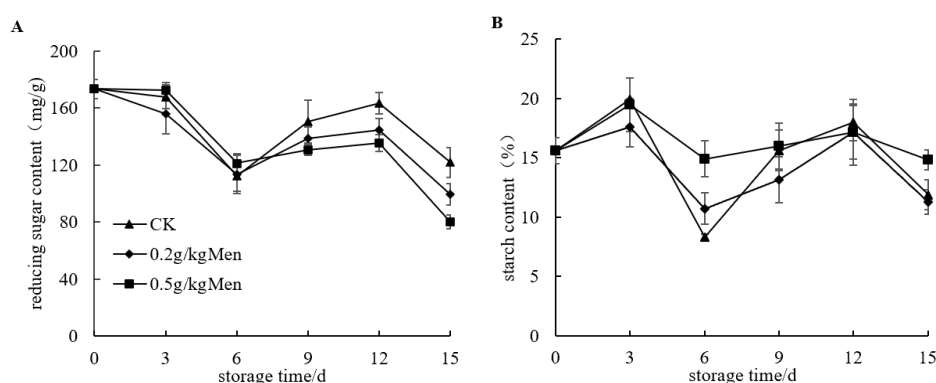 A
reducing sugar content（mg/g）
200
160
120
80
40
0
CK
0.2g/kgMen
0.5g/kgMen
0 3 6 9 12 15
storage time/d
B
starch content（%）
25
20
15
10
5
0
0 3 6 9 12 15
storage time/d